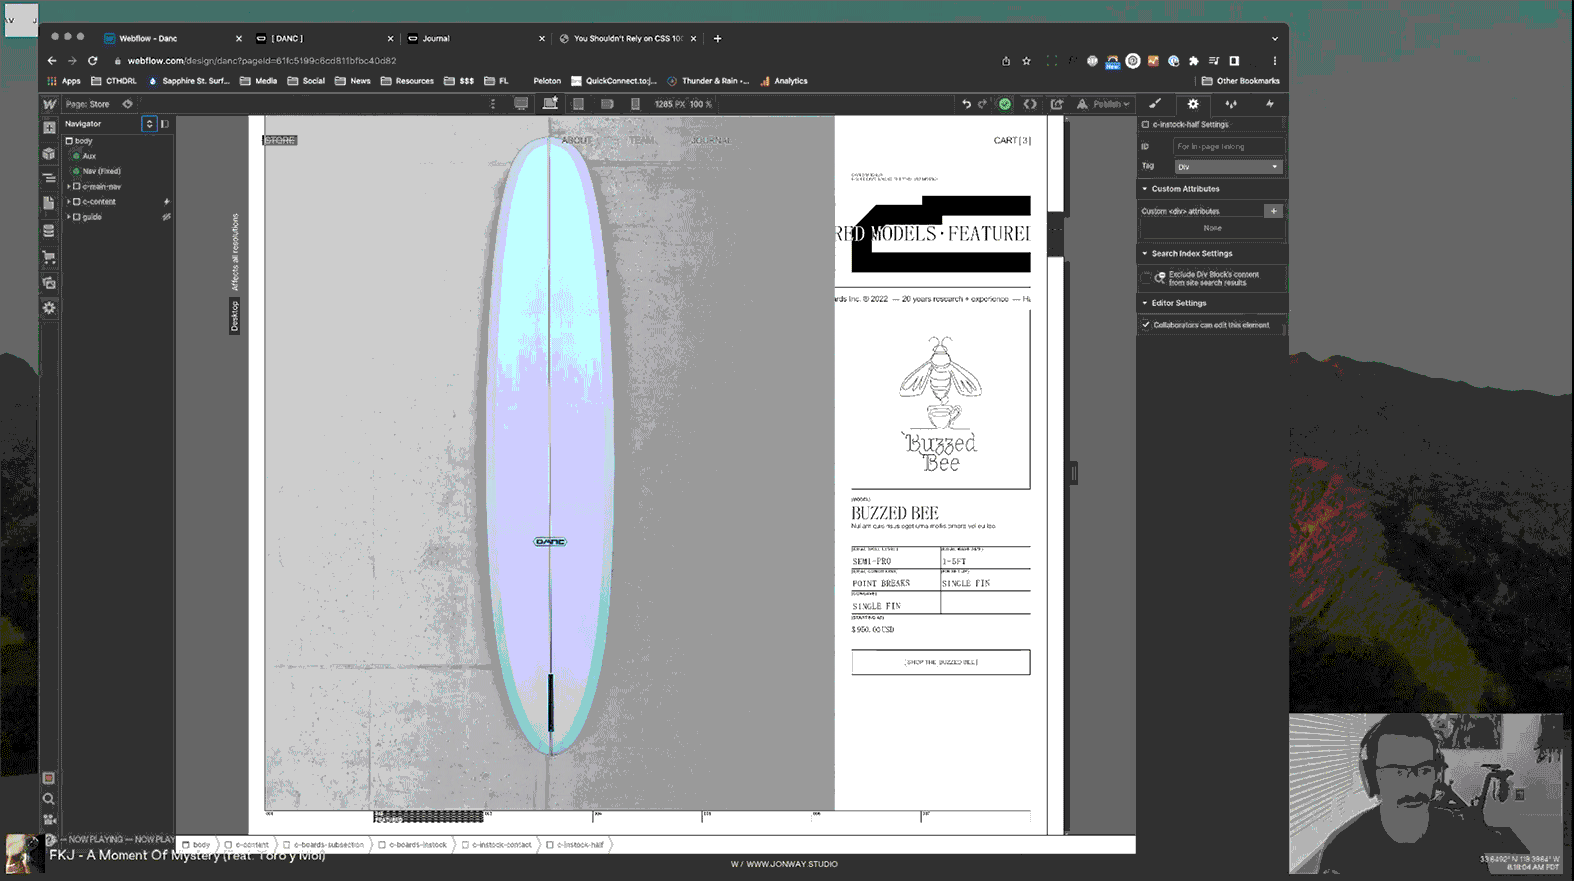 Webflow - Danc
[ DANC ]
Journal
You Shouldn't Rely on CSS 100
webflow.com/design/danc?pageId=61fc5199c6cd811bfbc40d82
Apps
CTHDRL
Sapphire St. Surf...
Media
Social
News
Resources
$$$
FL
Peloton
QuickConnect.to:j...
Thunder & Rain •...
Analytics
Other Bookmarks
Page: Store
1285 PX 100 %
Publish
Navigator
body
Aux
Nav (Fixed)
c-main-nav
c-content
guide
Affects all resolutions
Desktop
STORE
ABOUT
TEAM
JOURNAL
CART[3]
RED MODELS · FEATURED
rds Inc. © 2022 — 20 years research + experience — Ha
Buzzed
Bee
BUZZED BEE
Nam quis risus eget urna mollis ornare vel eu leo
SEMI-PRO
1-5FT
POINT BREAKS
SINGLE FIN
SINGLE FIN
$950.00 USD
[SHOP THE BUZZED BEE]
DANC
c-instock-half Settings
ID
For in-page linking
Tag
Div
Custom Attributes
Custom <div> attributes
None
Search Index Settings
Exclude Div Block's content
from site search results
Editor Settings
Collaborators can edit this element
— NOW PLAYING — NOW PLAY
FKJ - A Moment Of Mystery (feat. Toro y Moi)
body
c-content
c-boards-subsection
c-boards-instock
c-instock-contact
c-instock-half
W / WWW.JONWAY.STUDIO